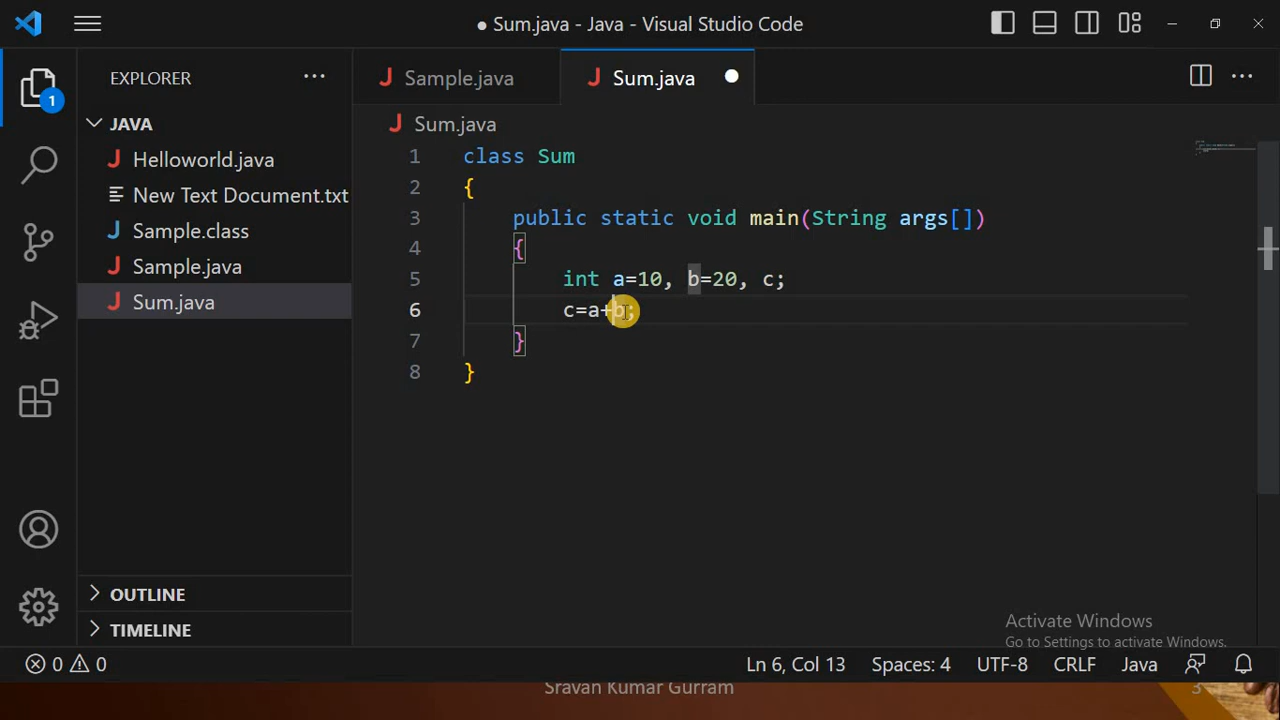 ● Sum.java - Java - Visual Studio Code
1
EXPLORER ...
JAVA
Helloworld.java
New Text Document.txt
Sample.class
Sample.java
Sum.java
OUTLINE
TIMELINE
Sample.java
Sum.java ●
Sum.java
1 class Sum
2 {
3 public static void main(String args[])
4 {
5 int a=10, b=20, c;
6 c=a+b;
7 }
8 }
Activate Windows
Go to Settings to activate Windows.
0 0
Ln 6, Col 13 Spaces: 4 UTF-8 CRLF Java
Sravan Kumar Gurram
3